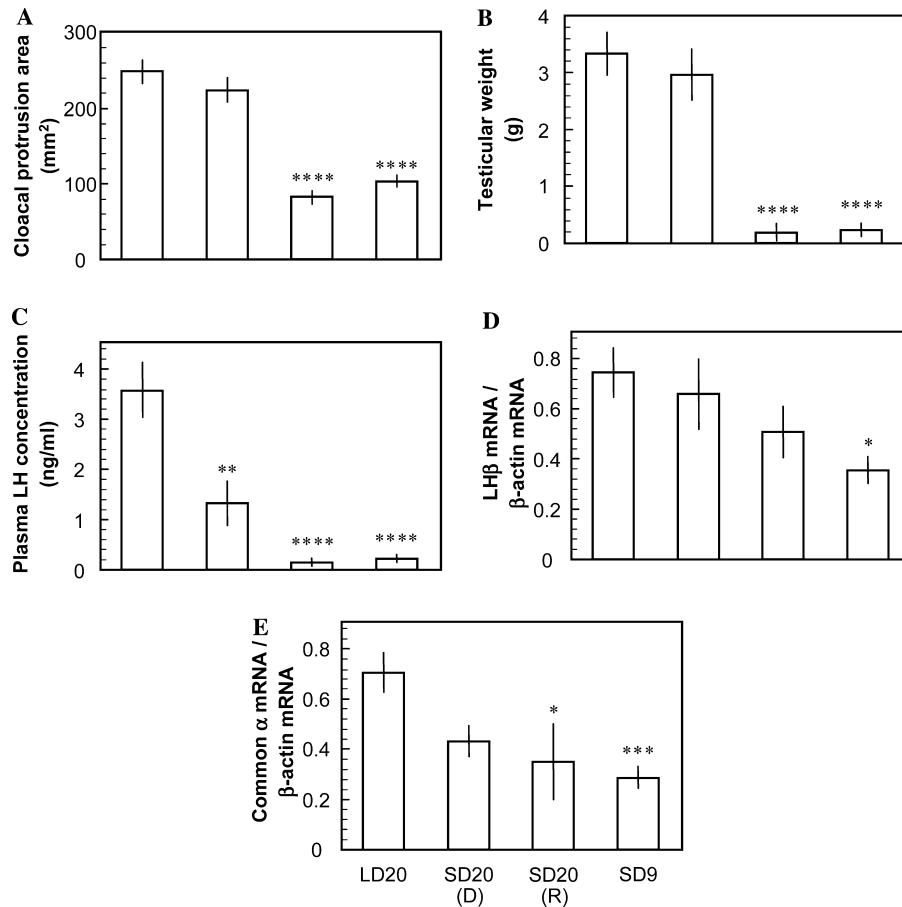 A
Cloacal protrusion area
(mm²)
300
200
100
0
****
****
B
Testicular weight
(g)
4
3
2
1
0
****
****
C
Plasma LH concentration
(ng/ml)
4
3
2
1
0
**
****
****
D
LHβ mRNA /
β-actin mRNA
0.8
0.6
0.4
0.2
0
*
E
Common α mRNA /
β-actin mRNA
0.8
0.6
0.4
0.2
0
*
***
LD20 SD20 SD20 SD9
(D) (R)